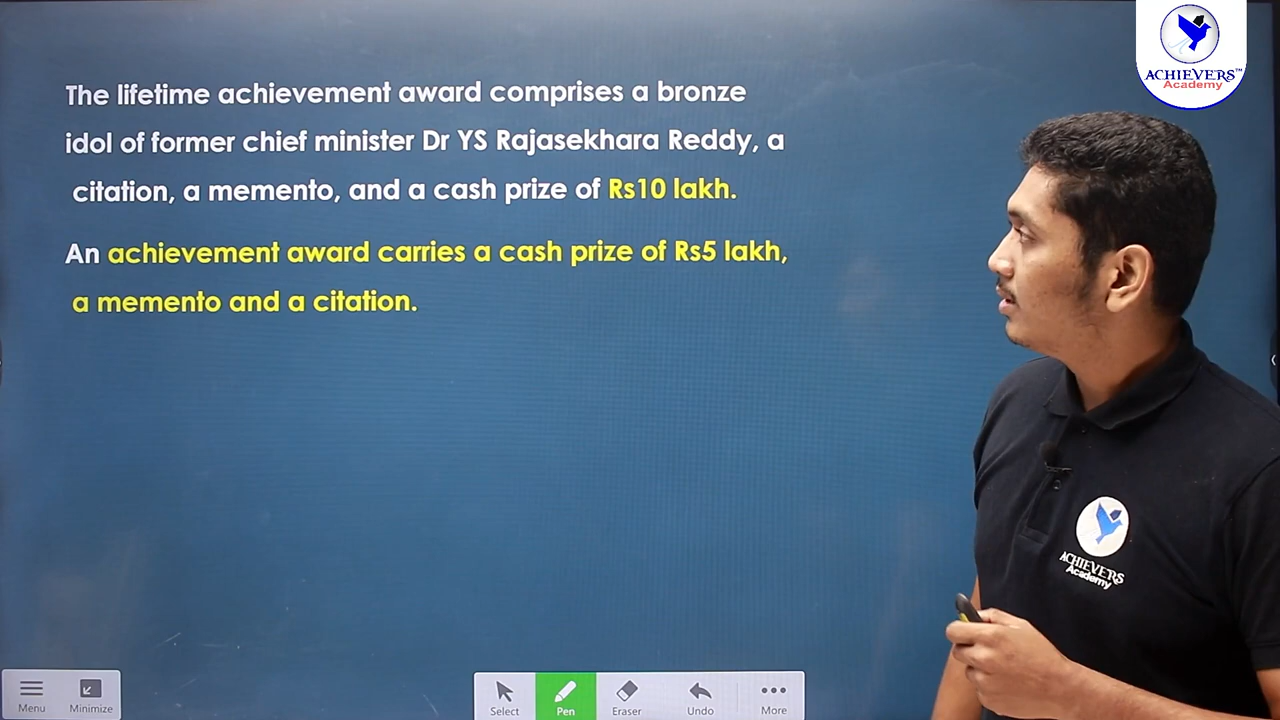 ACHIEVERS™
Academy
The lifetime achievement award comprises a bronze
idol of former chief minister Dr YS Rajasekhara Reddy, a
citation, a memento, and a cash prize of Rs10 lakh.
An achievement award carries a cash prize of Rs5 lakh,
a memento and a citation.
ACHIEVERS
Academy
Menu
Minimize
Select
Pen
Eraser
Undo
More